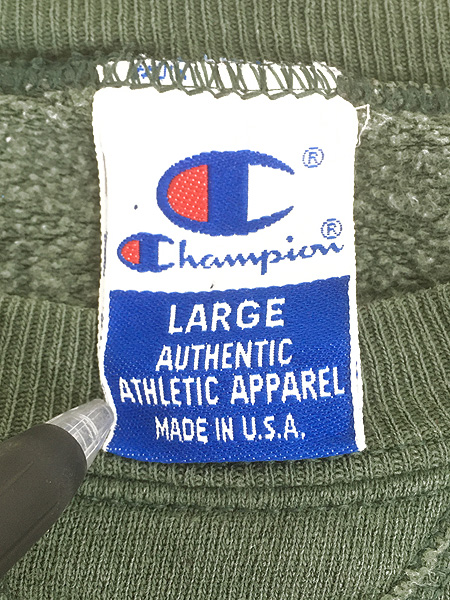 ®
Champion®
LARGE
AUTHENTIC
ATHLETIC APPAREL
MADE IN U.S.A.